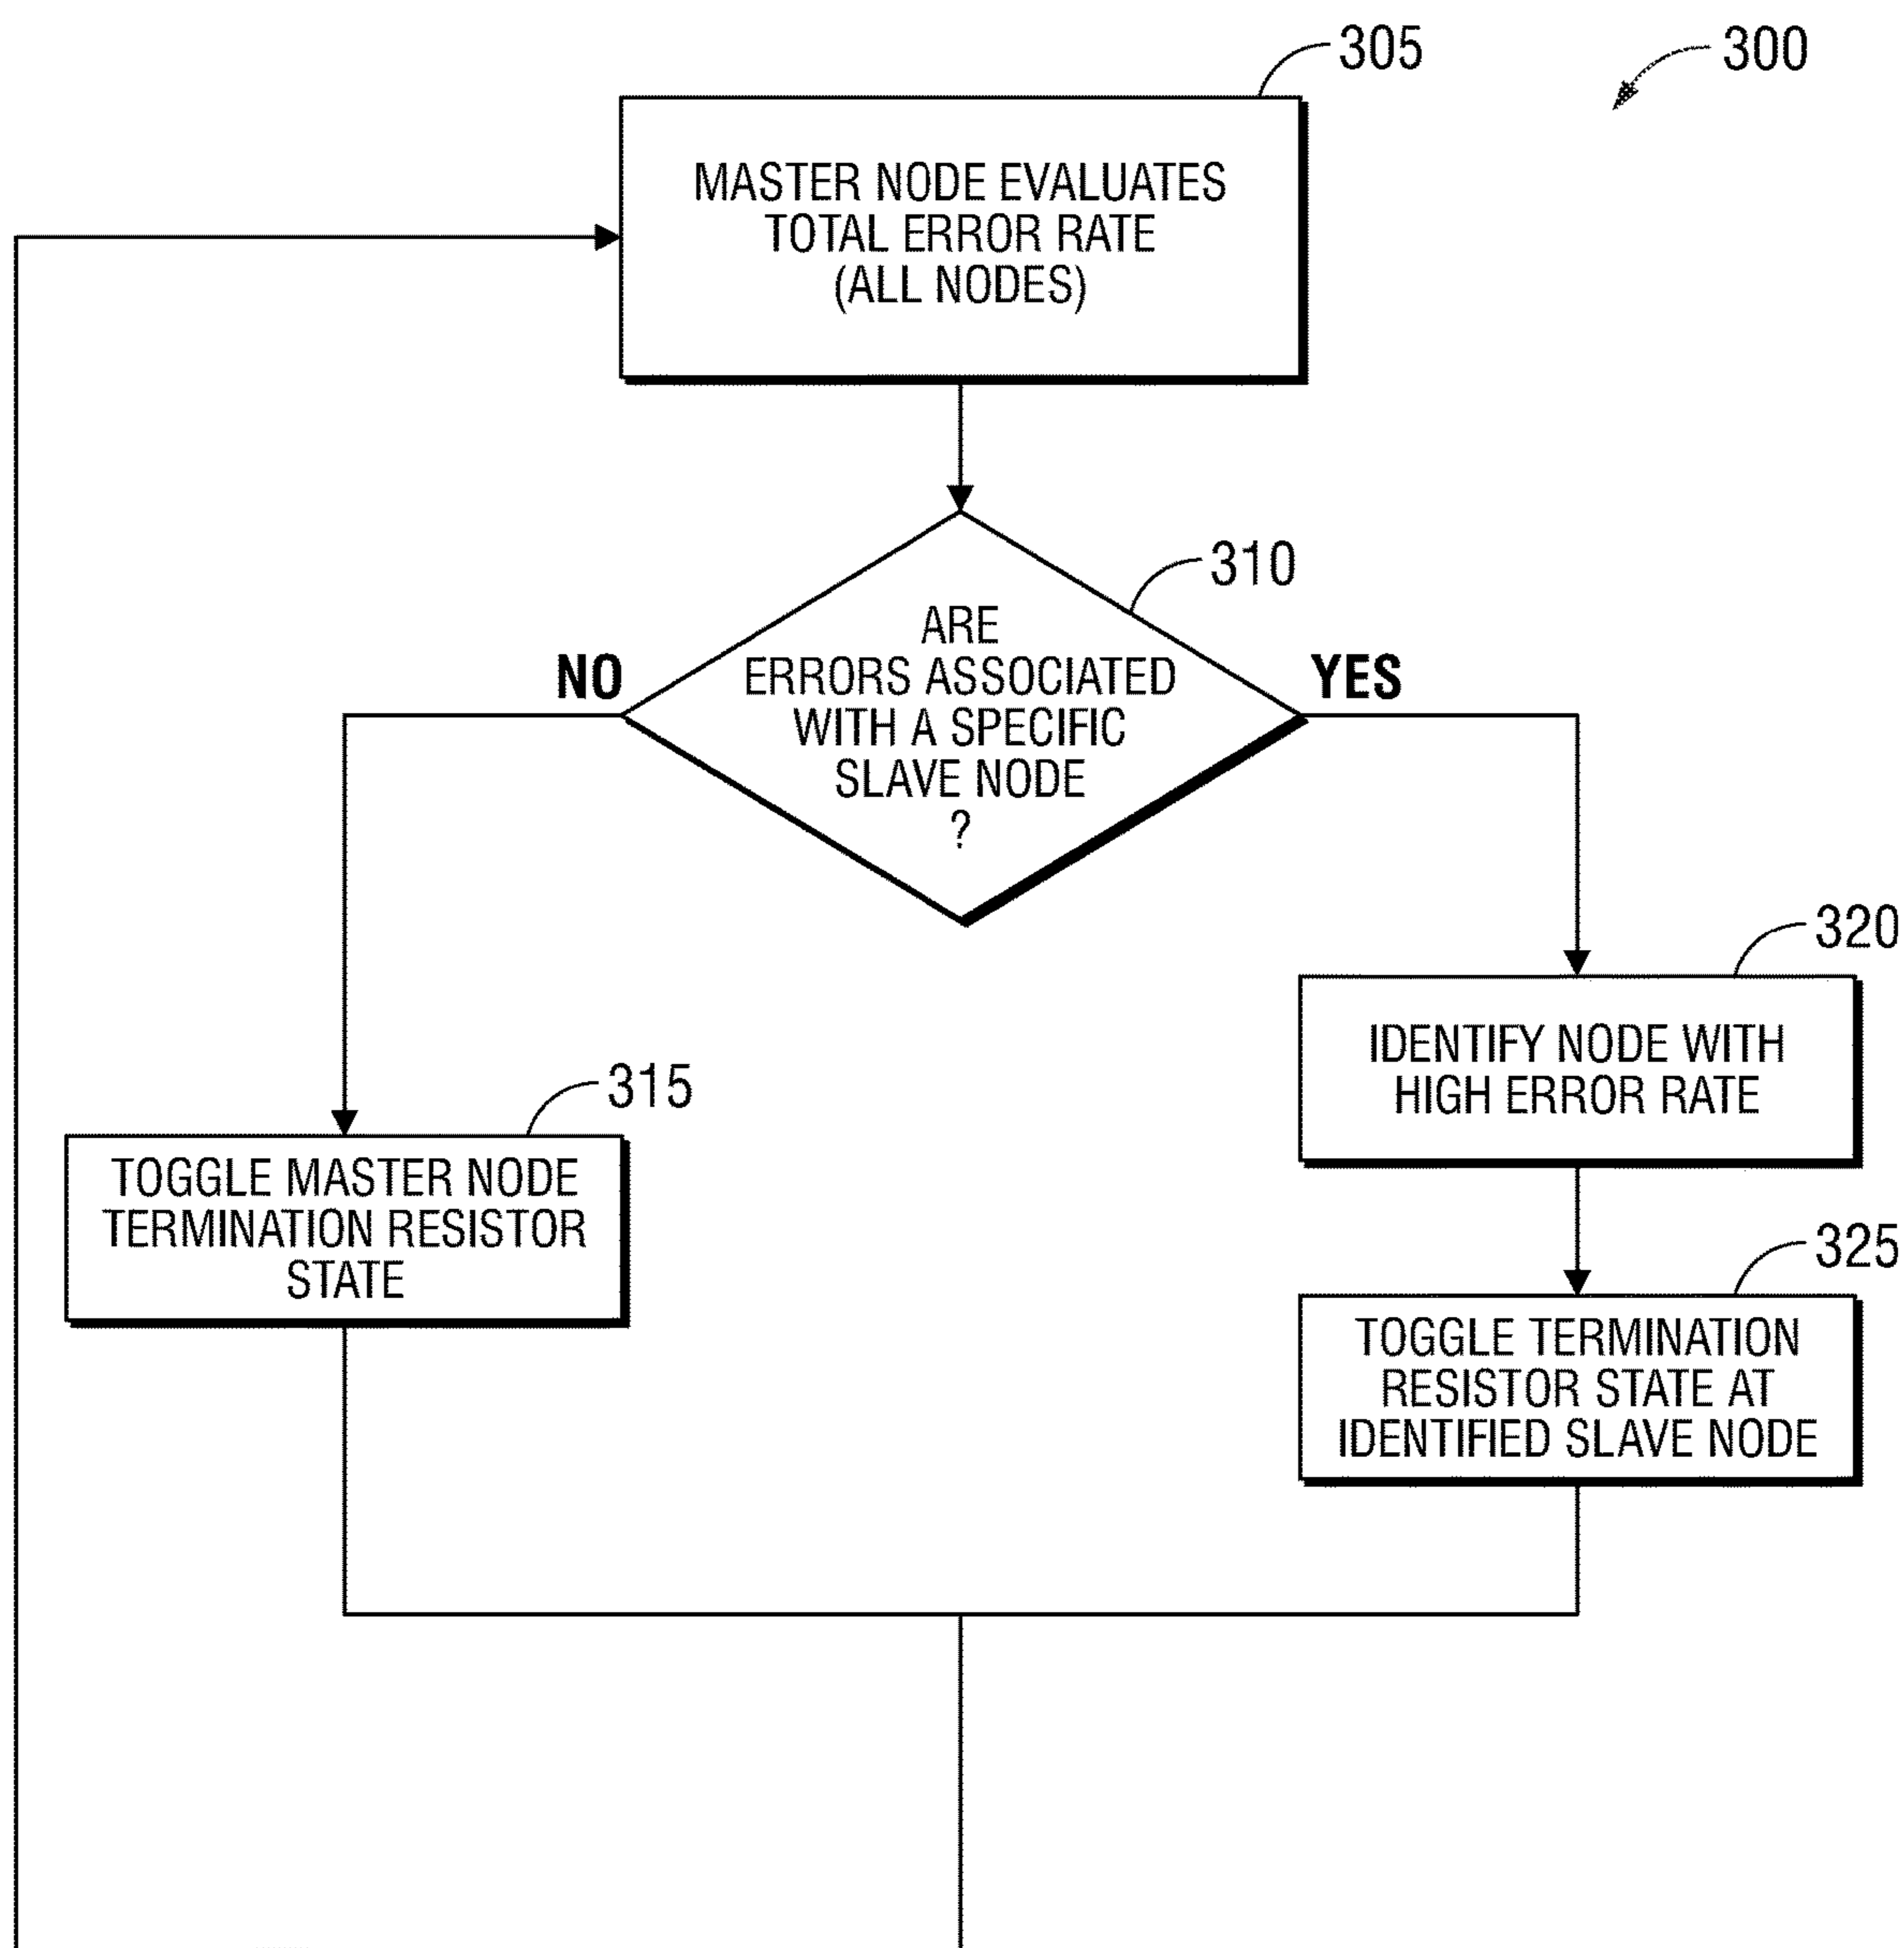 305
300
MASTER NODE EVALUATES
TOTAL ERROR RATE
(ALL NODES)
310
ARE
ERRORS ASSOCIATED
WITH A SPECIFIC
SLAVE NODE
?
NO
YES
320
IDENTIFY NODE WITH
HIGH ERROR RATE
315
TOGGLE MASTER NODE
TERMINATION RESISTOR
STATE
325
TOGGLE TERMINATION
RESISTOR STATE AT
IDENTIFIED SLAVE NODE